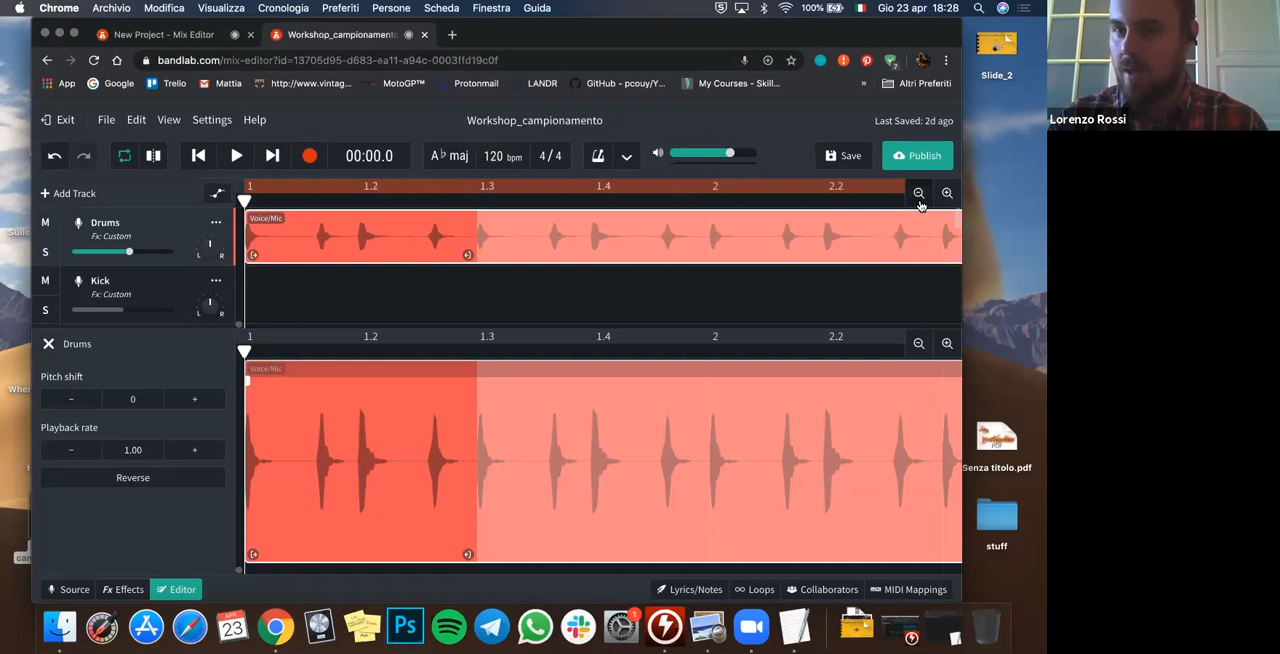 Chrome Archivio Modifica Visualizza Cronologia Preferiti Persone Scheda Finestra Guida 100% Gio 23 apr 18:28
New Project - Mix Editor
Workshop_campionamento
bandlab.com/mix-editor?id=13705d95-d683-ea11-a94c-0003ffd19c0f
App Google Trello Mattia http://www.vintag... MotoGP™ Protonmail LANDR GitHub - pcouy/Y... My Courses - Skill... » Altri Preferiti
Exit File Edit View Settings Help Workshop_campionamento Last Saved: 2d ago
00:00.0 A♭ maj 120 bpm 4/4 Save Publish
+ Add Track 1 1.2 1.3 1.4 2 2.2
M Drums Voice/Mic
Fx: Custom
S L R
M Kick
Fx: Custom
S L R
Drums 1 1.2 1.3 1.4 2 2.2
Voice/Mic
Pitch shift
− 0 +
Playback rate
− 1.00 +
Reverse
Source Fx Effects Editor Lyrics/Notes Loops Collaborators MIDI Mappings
Slide_2
Lorenzo Rossi
PDF
Senza titolo.pdf
stuff
APR
23
Ps
1